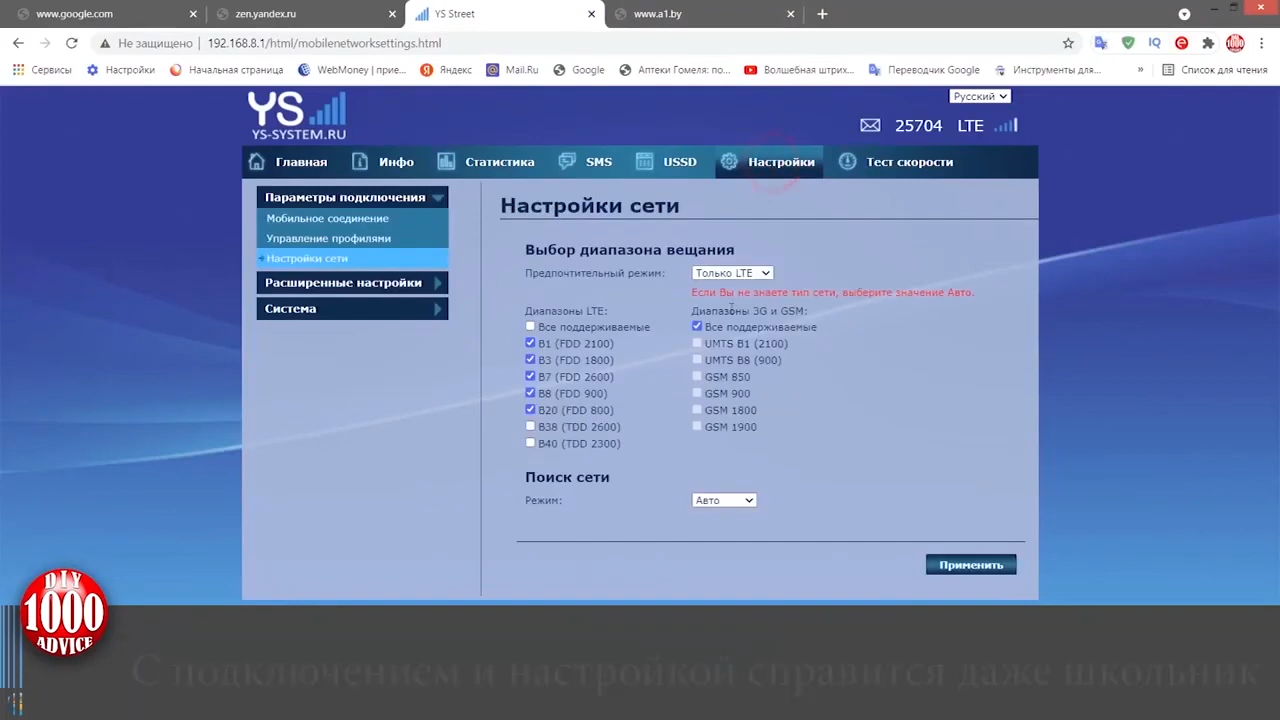 www.google.com
zen.yandex.ru
YS Street
www.a1.by
Не защищено
192.168.8.1/html/mobilenetworksettings.html
Сервисы
Настройки
Начальная страница
WebMoney | прие...
Яндекс
Mail.Ru
Google
Аптеки Гомеля: по...
Волшебная штрих...
Переводчик Google
Инструменты для...
»
Список для чтения
YS
YS-SYSTEM.RU
Русский
25704 LTE
Главная
Инфо
Статистика
SMS
USSD
Настройки
Тест скорости
Параметры подключения
Мобильное соединение
Управление профилями
Настройки сети
Расширенные настройки
Система
Настройки сети
Выбор диапазона вещания
Предпочтительный режим:
Только LTE
Если Вы не знаете тип сети, выберите значение Авто.
Диапазоны LTE:
Все поддерживаемые
B1 (FDD 2100)
B3 (FDD 1800)
B7 (FDD 2600)
B8 (FDD 900)
B20 (FDD 800)
B38 (TDD 2600)
B40 (TDD 2300)
Диапазоны 3G и GSM:
Все поддерживаемые
UMTS B1 (2100)
UMTS B8 (900)
GSM 850
GSM 900
GSM 1800
GSM 1900
Поиск сети
Режим:
Авто
Применить
DIY
1000
ADVICE
С подключением и настройкой справится даже школьник